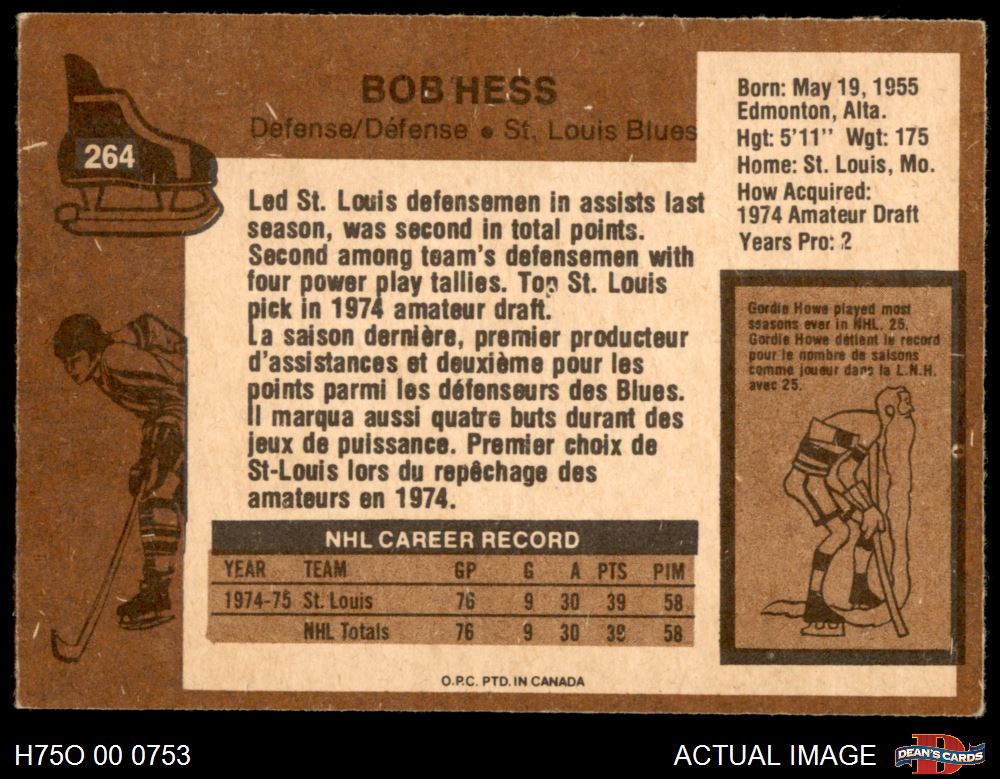 BOB HESS
Defense/Défense • St. Louis Blues
264
Born: May 19, 1955
Edmonton, Alta.
Hgt: 5'11'' Wgt: 175
Home: St. Louis, Mo.
How Acquired:
1974 Amateur Draft
Years Pro: 2
Led St. Louis defensemen in assists last
season, was second in total points.
Second among team's defensemen with
four power play tallies. Top St. Louis
pick in 1974 amateur draft.
La saison dernière, premier producteur
d'assistances et deuxième pour les
points parmi les défenseurs des Blues.
Il marqua aussi quatre buts durant des
jeux de puissance. Premier choix de
St-Louis lors du repêchage des
amateurs en 1974.
Gordie Howe played most
seasons ever in NHL, 25.
Gordie Howe détient le record
pour le nombre de saisons
comme joueur dans la L.N.H.
avec 25.
NHL CAREER RECORD
YEAR TEAM GP G A PTS PIM
1974-75 St. Louis 76 9 30 39 58
NHL Totals 76 9 30 39 58
O.P.C. PTD. IN CANADA
H75O 00 0753
ACTUAL IMAGE
DEAN'S CARDS